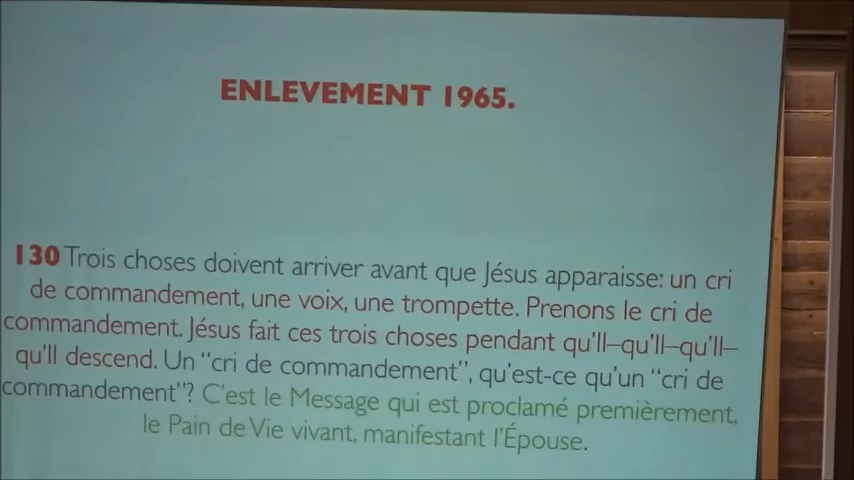 ENLEVEMENT 1965.
130 Trois choses doivent arriver avant que Jésus apparaisse: un cri
de commandement, une voix, une trompette. Prenons le cri de
commandement. Jésus fait ces trois choses pendant qu'Il–qu'Il–qu'Il–
qu'Il descend. Un “cri de commandement”, qu'est-ce qu'un “cri de
commandement”? C'est le Message qui est proclamé premièrement,
le Pain de Vie vivant, manifestant l'Épouse.